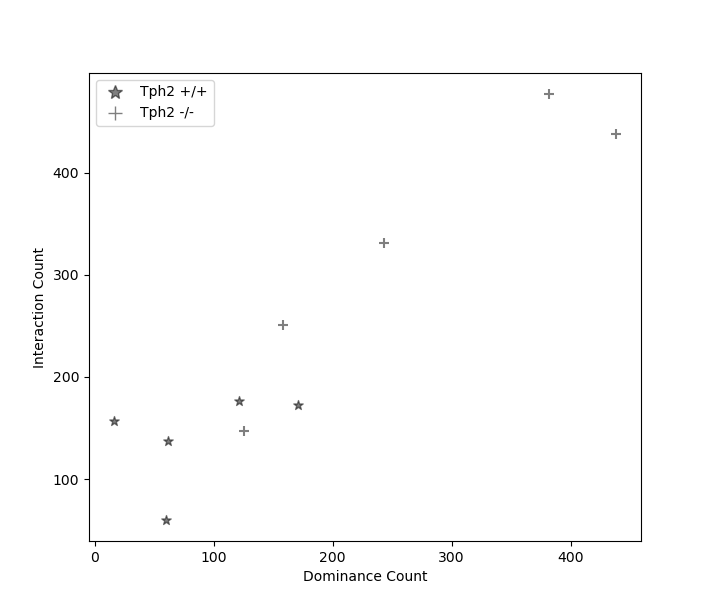 Tph2 +/+
Tph2 -/-
Interaction Count
400
300
200
100
0
100
200
300
400
Dominance Count